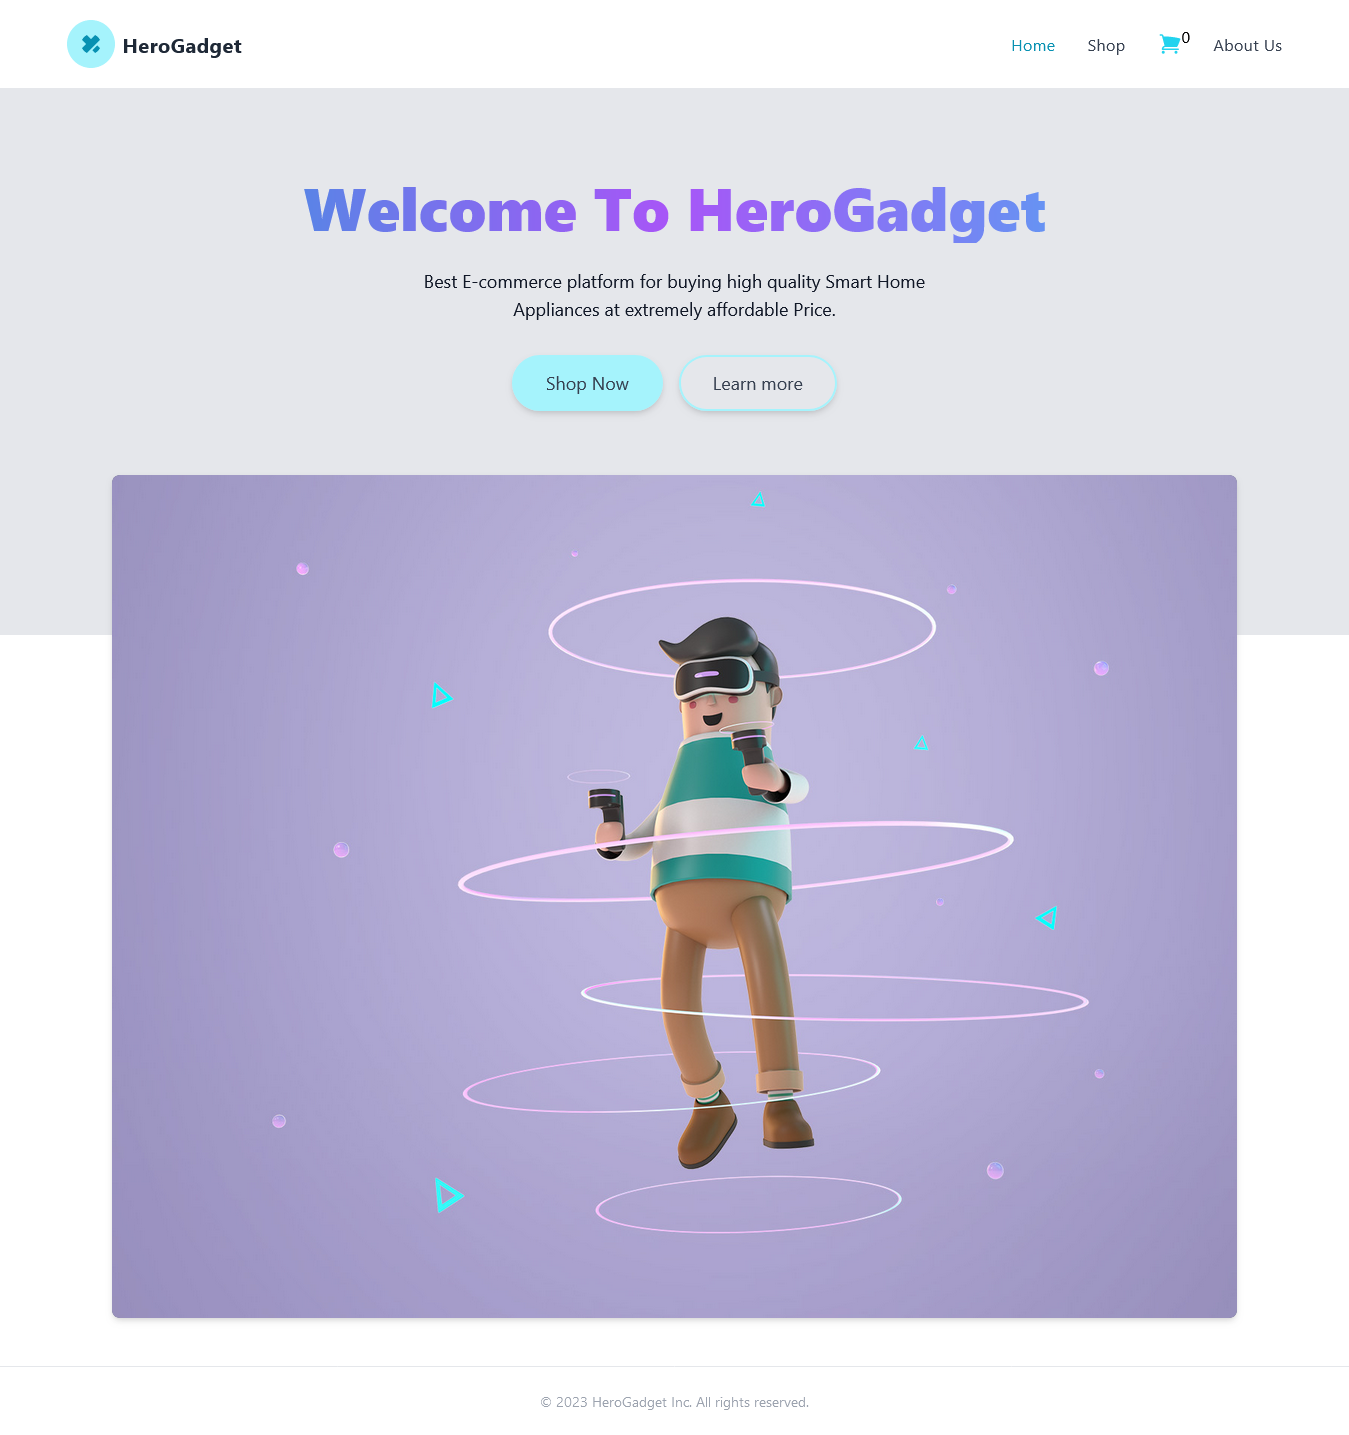 HeroGadget
Home
Shop
0
About Us
Welcome To HeroGadget
Best E-commerce platform for buying high quality Smart Home
Appliances at extremely affordable Price.
Shop Now
Learn more
© 2023 HeroGadget Inc. All rights reserved.